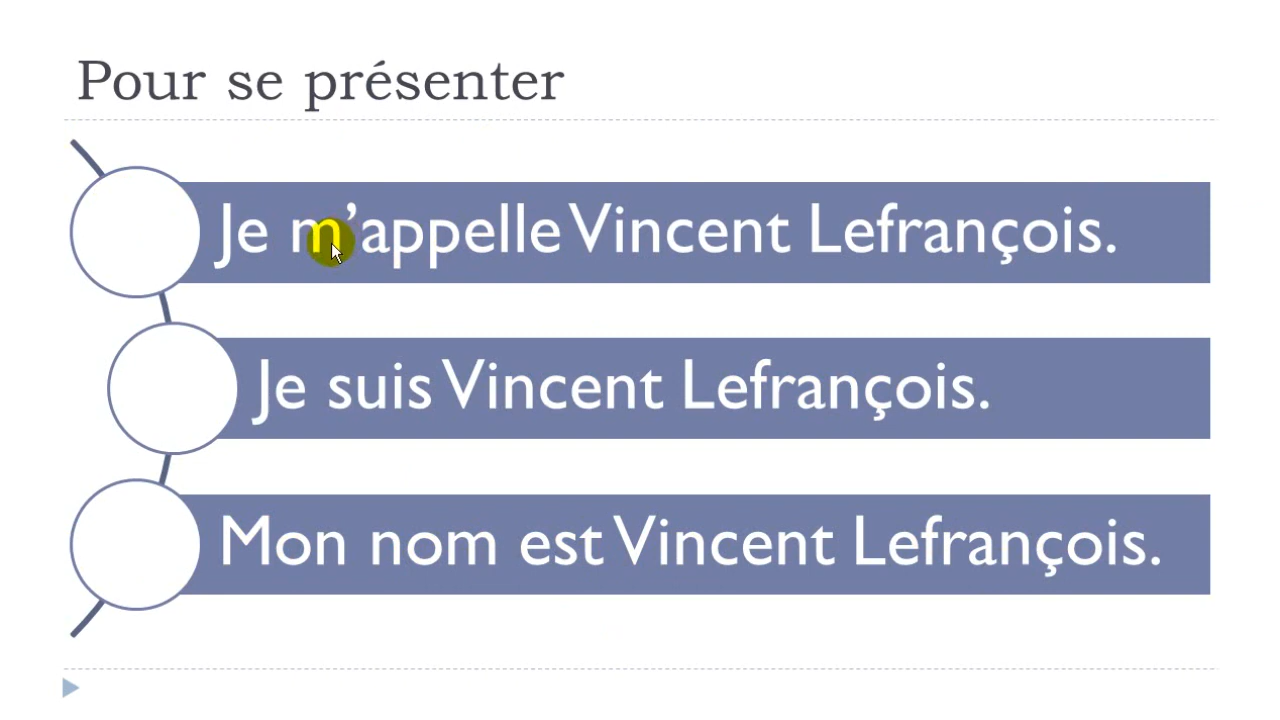 Pour se présenter
Je m’appelle Vincent Lefrançois.
Je suis Vincent Lefrançois.
Mon nom est Vincent Lefrançois.